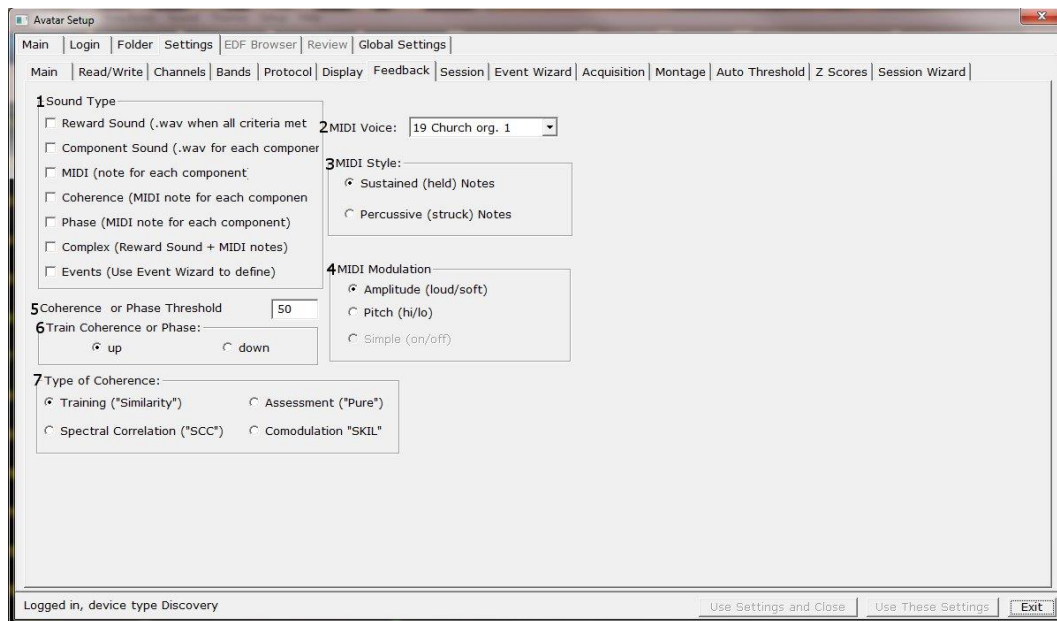 Avatar Setup
Main Login Folder Settings EDF Browser Review Global Settings
Main Read/Write Channels Bands Protocol Display Feedback Session Event Wizard Acquisition Montage Auto Threshold Z Scores Session Wizard
1 Sound Type
Reward Sound (.wav when all criteria met
Component Sound (.wav for each componer
MIDI (note for each component
Coherence (MIDI note for each componen
Phase (MIDI note for each component)
Complex (Reward Sound + MIDI notes)
Events (Use Event Wizard to define)
2 MIDI Voice: 19 Church org. 1
3 MIDI Style:
Sustained (held) Notes
Percussive (struck) Notes
4 MIDI Modulation
Amplitude (loud/soft)
Pitch (hi/lo)
Simple (on/off)
5 Coherence or Phase Threshold 50
6 Train Coherence or Phase:
up down
7 Type of Coherence:
Training ("Similarity") Assessment ("Pure")
Spectral Correlation ("SCC") Comodulation "SKIL"
Logged in, device type Discovery Use Settings and Close Use These Settings Exit